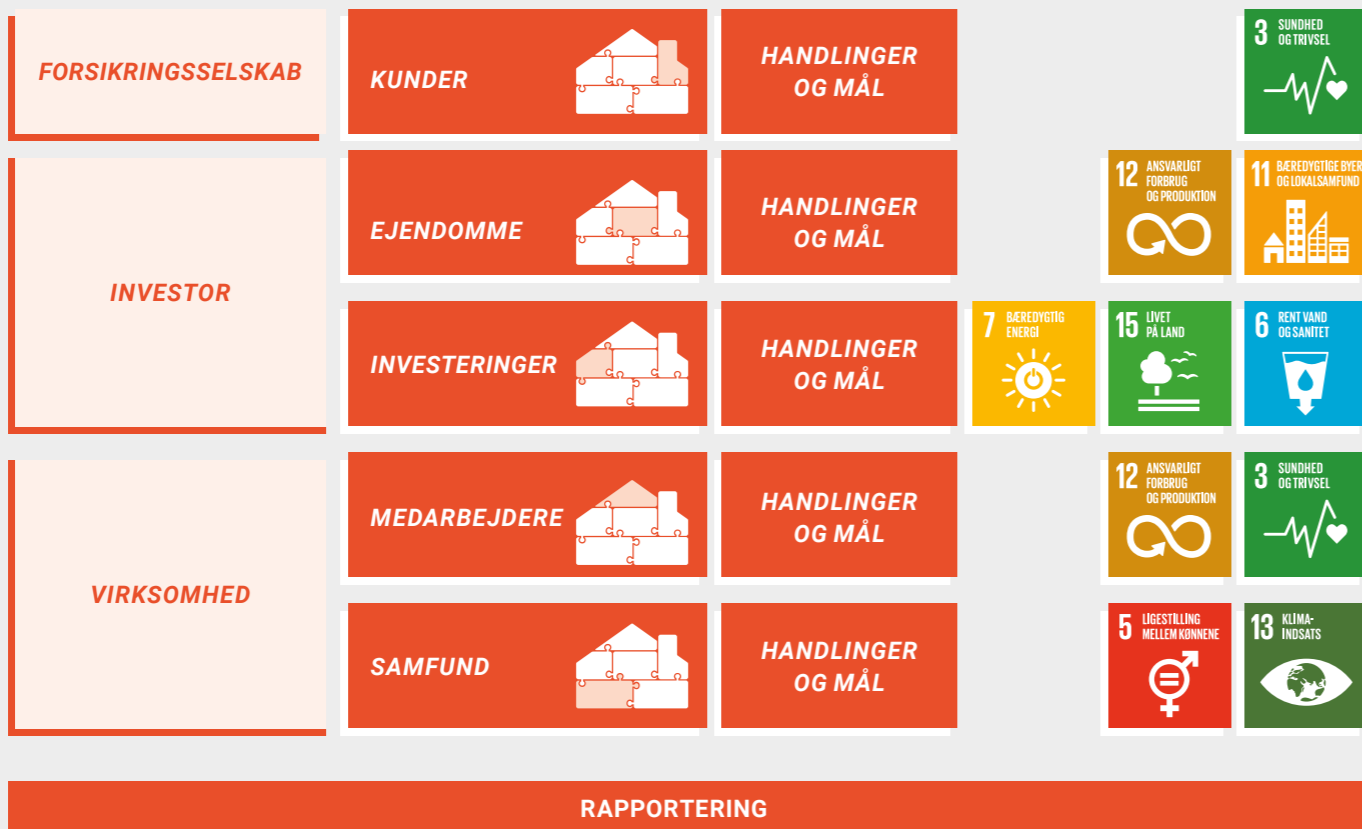 FORSIKRINGSSELSKAB
KUNDER
HANDLINGER
OG MÅL
3 SUNDHED
OG TRIVSEL
INVESTOR
EJENDOMME
HANDLINGER
OG MÅL
12 ANSVARLIGT
FORBRUG
OG PRODUKTION
11 BÆREDYGTIGE BYER
OG LOKALSAMFUND
INVESTERINGER
HANDLINGER
OG MÅL
7 BÆREDYGTIG
ENERGI
15 LIVET
PÅ LAND
6 RENT VAND
OG SANITET
VIRKSOMHED
MEDARBEJDERE
HANDLINGER
OG MÅL
12 ANSVARLIGT
FORBRUG
OG PRODUKTION
3 SUNDHED
OG TRIVSEL
SAMFUND
HANDLINGER
OG MÅL
5 LIGESTILLING
MELLEM KØNNENE
13 KLIMA-
INDSATS
RAPPORTERING